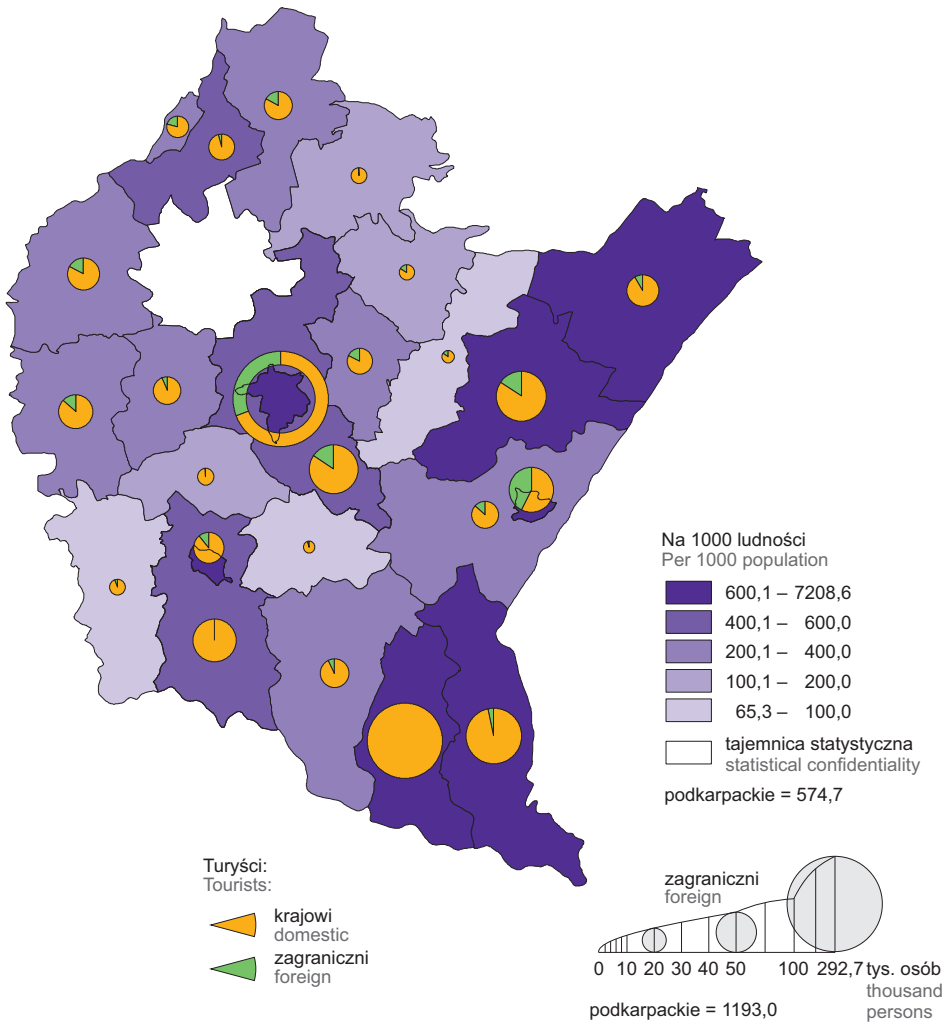 Na 1000 ludności
Per 1000 population
600,1 – 7208,6
400,1 – 600,0
200,1 – 400,0
100,1 – 200,0
65,3 – 100,0
tajemnica statystyczna
statistical confidentiality
podkarpackie = 574,7
Turyści:
Tourists:
krajowi
domestic
zagraniczni
foreign
zagraniczni
foreign
0 10 20 30 40 50 100 292,7 tys. osób
thousand
persons
podkarpackie = 1193,0